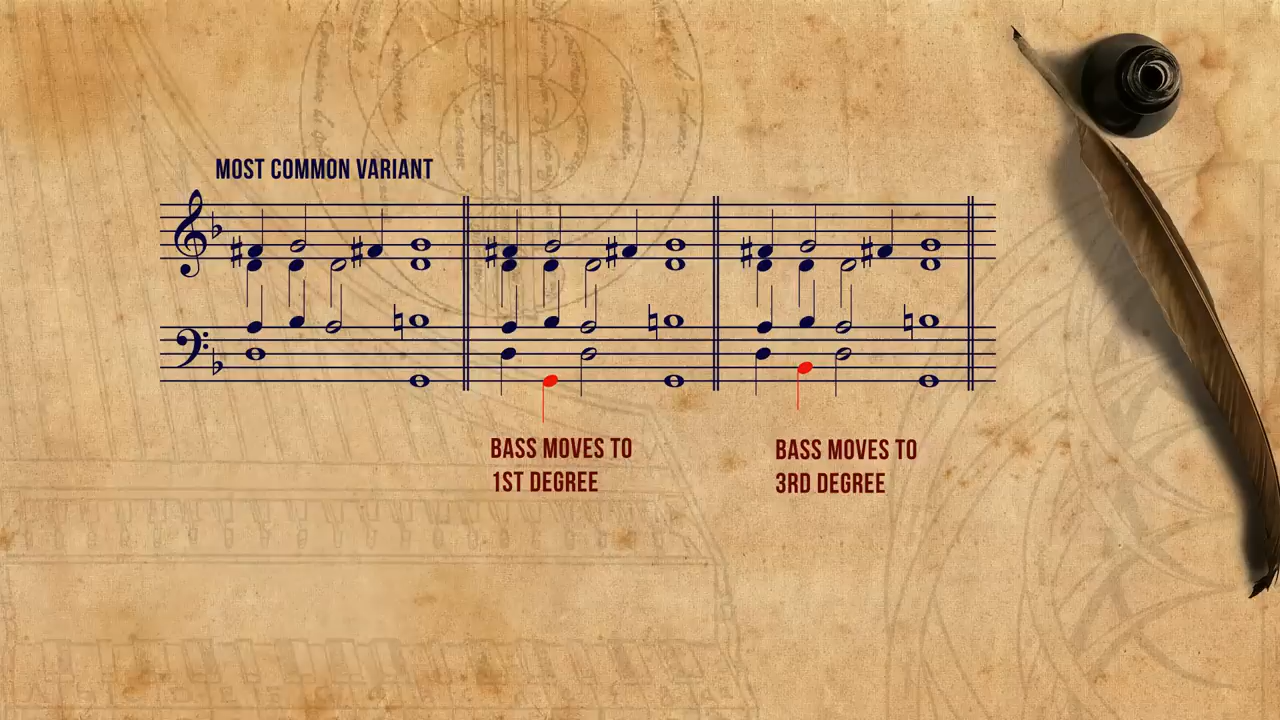 MOST COMMON VARIANT
BASS MOVES TO
1ST DEGREE
BASS MOVES TO
3RD DEGREE